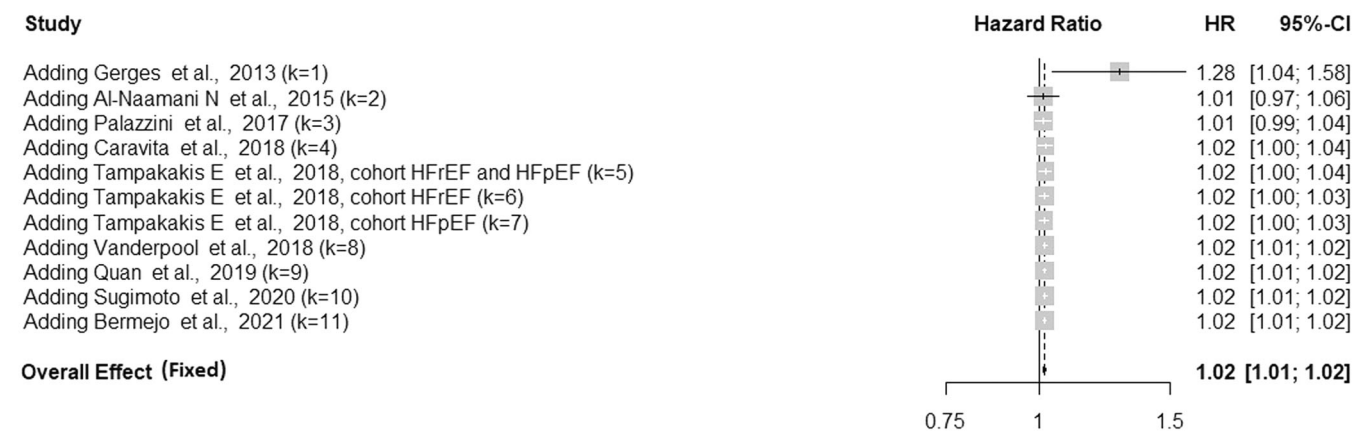 Study Hazard Ratio HR 95%-CI
Adding Gerges et al., 2013 (k=1) 1.28 [1.04; 1.58]
Adding Al-Naamani N et al., 2015 (k=2) 1.01 [0.97; 1.06]
Adding Palazzini et al., 2017 (k=3) 1.01 [0.99; 1.04]
Adding Caravita et al., 2018 (k=4) 1.02 [1.00; 1.04]
Adding Tampakakis E et al., 2018, cohort HFrEF and HFpEF (k=5) 1.02 [1.00; 1.04]
Adding Tampakakis E et al., 2018, cohort HFrEF (k=6) 1.02 [1.00; 1.03]
Adding Tampakakis E et al., 2018, cohort HFpEF (k=7) 1.02 [1.00; 1.03]
Adding Vanderpool et al., 2018 (k=8) 1.02 [1.01; 1.02]
Adding Quan et al., 2019 (k=9) 1.02 [1.01; 1.02]
Adding Sugimoto et al., 2020 (k=10) 1.02 [1.01; 1.02]
Adding Bermejo et al., 2021 (k=11) 1.02 [1.01; 1.02]
Overall Effect (Fixed) 1.02 [1.01; 1.02]
0.75 1 1.5